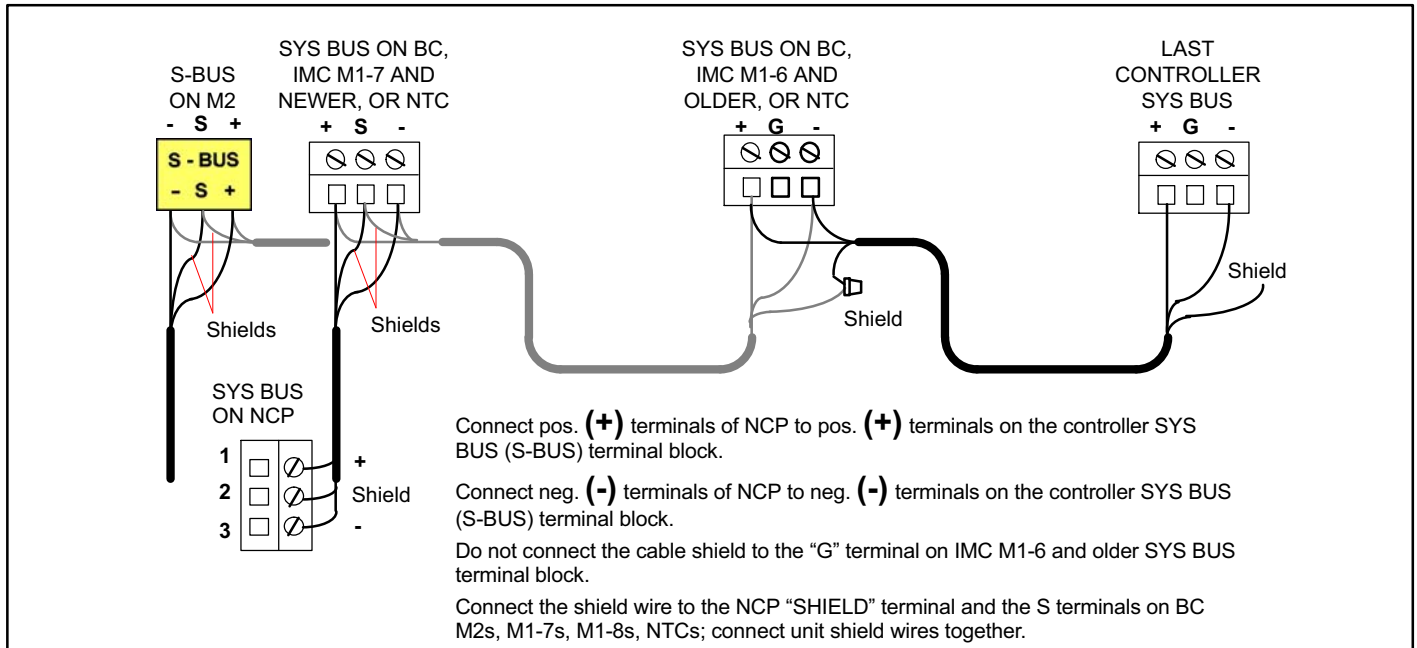 S-BUS
ON M2
- S +
S - BUS
- S +
Shields
SYS BUS ON BC,
IMC M1-7 AND
NEWER, OR NTC
+ S -
Shields
SYS BUS ON BC,
IMC M1-6 AND
OLDER, OR NTC
+ G -
Shield
LAST
CONTROLLER
SYS BUS
+ G -
Shield
SYS BUS
ON NCP
1 +
2 Shield
3 -
Connect pos. (+) terminals of NCP to pos. (+) terminals on the controller SYS
BUS (S-BUS) terminal block.
Connect neg. (-) terminals of NCP to neg. (-) terminals on the controller SYS BUS
(S-BUS) terminal block.
Do not connect the cable shield to the “G” terminal on IMC M1-6 and older SYS BUS
terminal block.
Connect the shield wire to the NCP “SHIELD” terminal and the S terminals on BC
M2s, M1-7s, M1-8s, NTCs; connect unit shield wires together.